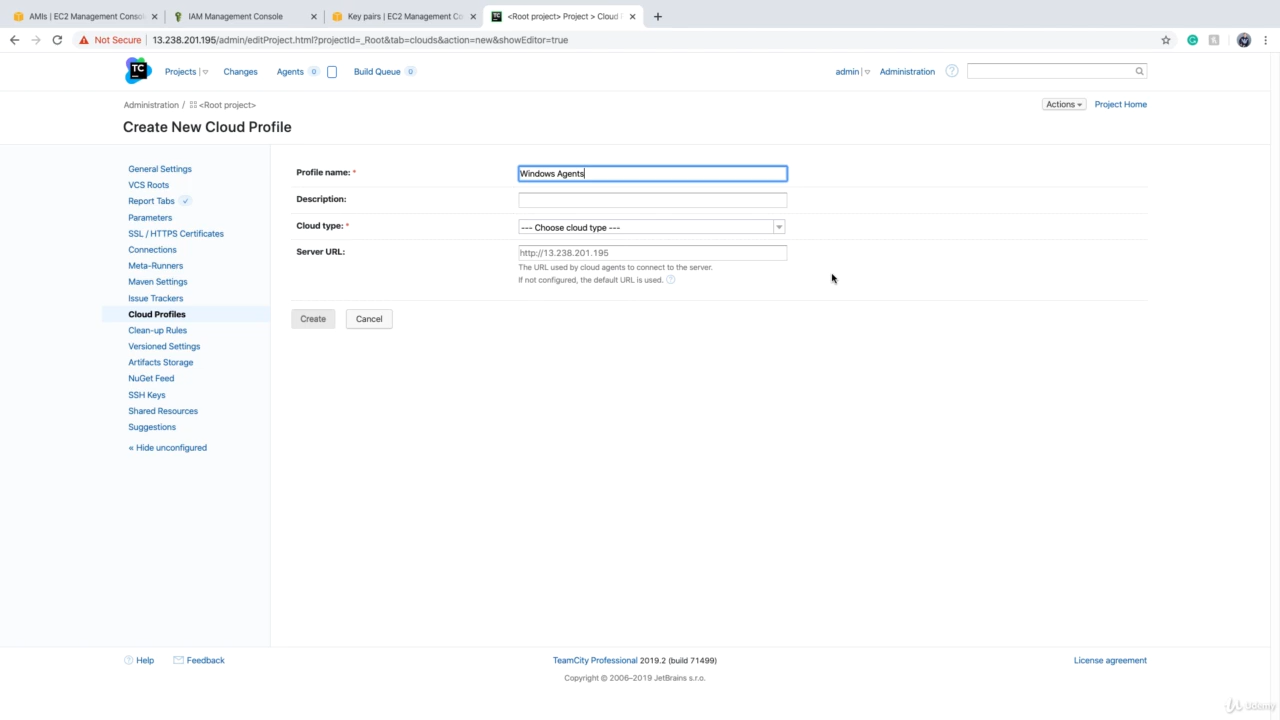 AMIs | EC2 Management Consol
IAM Management Console
Key pairs | EC2 Management Co
<Root project> Project > Cloud
Not Secure
13.238.201.195/admin/editProject.html?projectId=_Root&tab=clouds&action=new&showEditor=true
TC
Projects
Changes
Agents 0
Build Queue 0
admin
Administration
?
Administration / <Root project>
Actions
Project Home
Create New Cloud Profile
General Settings
VCS Roots
Report Tabs
Parameters
SSL / HTTPS Certificates
Connections
Meta-Runners
Maven Settings
Issue Trackers
Cloud Profiles
Clean-up Rules
Versioned Settings
Artifacts Storage
NuGet Feed
SSH Keys
Shared Resources
Suggestions
« Hide unconfigured
Profile name: *
Windows Agents
Description:
Cloud type: *
--- Choose cloud type ---
Server URL:
http://13.238.201.195
The URL used by cloud agents to connect to the server.
If not configured, the default URL is used. ?
Create
Cancel
? Help
Feedback
TeamCity Professional 2019.2 (build 71499)
Copyright © 2006–2019 JetBrains s.r.o.
License agreement
Udemy